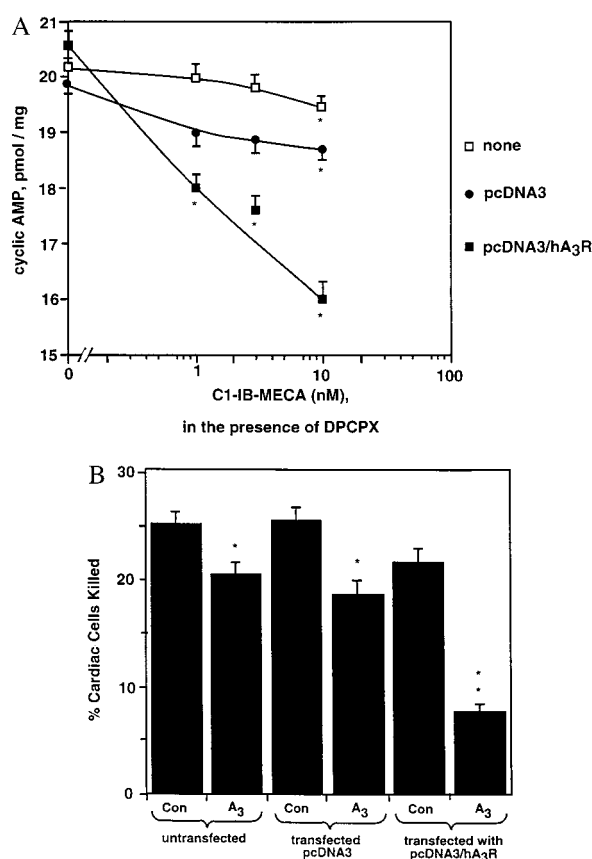 A
21
20
19
18
17
16
15
cyclic AMP, pmol / mg
none
pcDNA3
pcDNA3/hA3R
*
*
*
*
*
0
1
10
100
C1-IB-MECA (nM),
in the presence of DPCPX
B
30
20
10
0
% Cardiac Cells Killed
*
*
*
*
Con
A3
Con
A3
Con
A3
untransfected
transfected
pcDNA3
transfected with
pcDNA3/hA3R